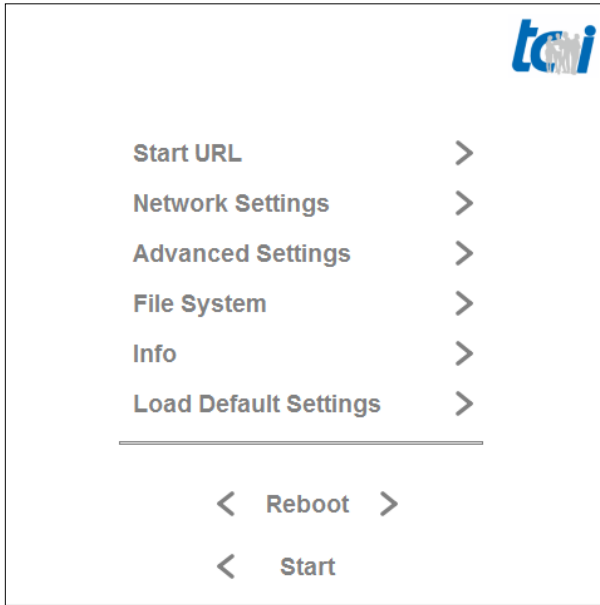 tci
Start URL
Network Settings
Advanced Settings
File System
Info
Load Default Settings
Reboot
Start